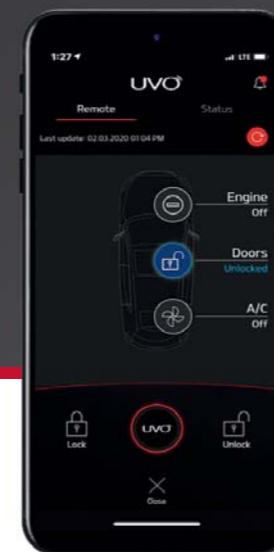 1:27 LTE
UVO
Remote Status
Last update: 02.03.2020 01:04 PM
Engine
Off
Doors
Unlocked
A/C
Off
Lock UVO Unlock
Close